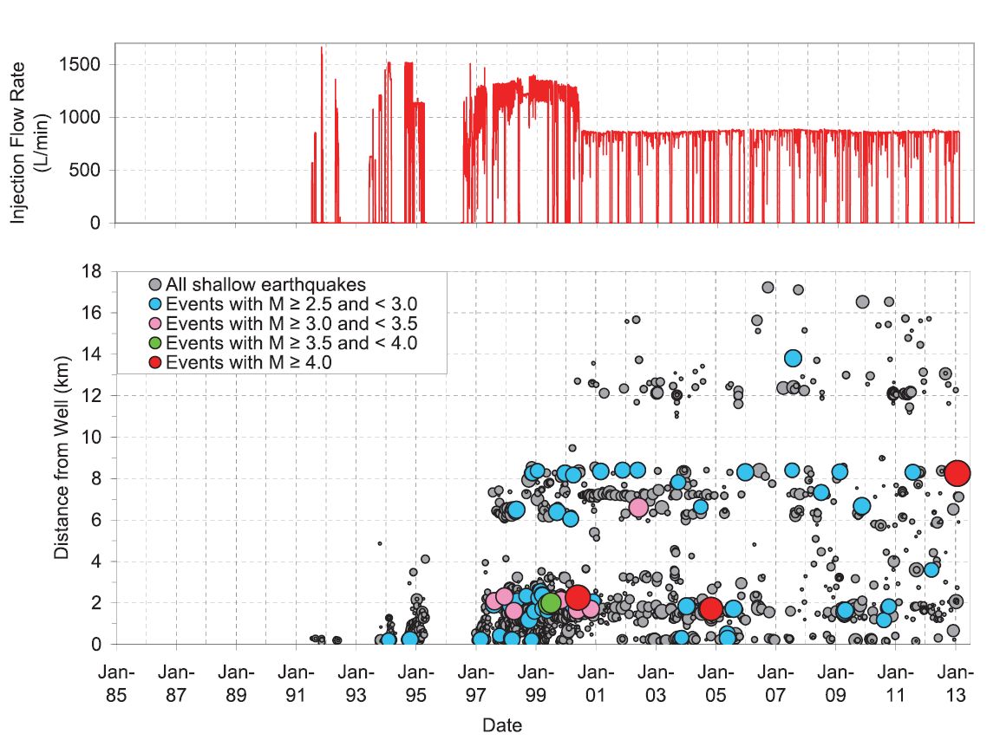 Injection Flow Rate
(L/min)
1500
1000
500
0
Distance from Well (km)
18
16
14
12
10
8
6
4
2
0
All shallow earthquakes
Events with M ≥ 2.5 and < 3.0
Events with M ≥ 3.0 and < 3.5
Events with M ≥ 3.5 and < 4.0
Events with M ≥ 4.0
Jan- Jan- Jan- Jan- Jan- Jan- Jan- Jan- Jan- Jan- Jan- Jan- Jan- Jan- Jan-
85 87 89 91 93 95 97 99 01 03 05 07 09 11 13
Date